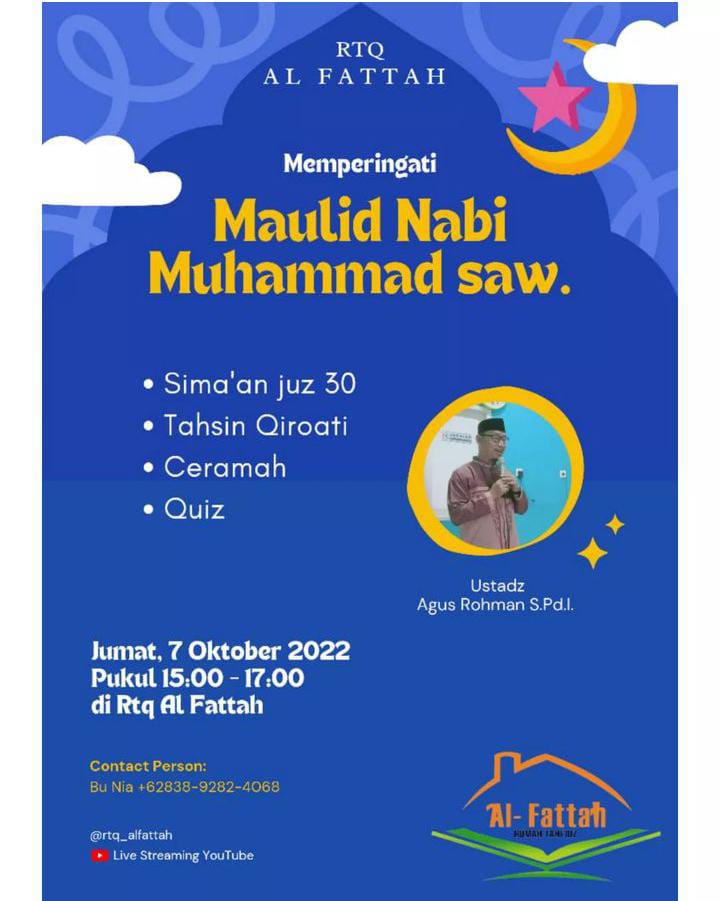 RTQ
AL FATTAH
Memperingati
Maulid Nabi
Muhammad saw.
• Sima'an juz 30
• Tahsin Qiroati
• Ceramah
• Quiz
Ustadz
Agus Rohman S.Pd.I.
Jumat, 7 Oktober 2022
Pukul 15:00 - 17:00
di Rtq Al Fattah
Contact Person:
Bu Nia +62838-9282-4068
@rtq_alfattah
Live Streaming YouTube
Al-Fattah
RUMAH TAHFIDZ